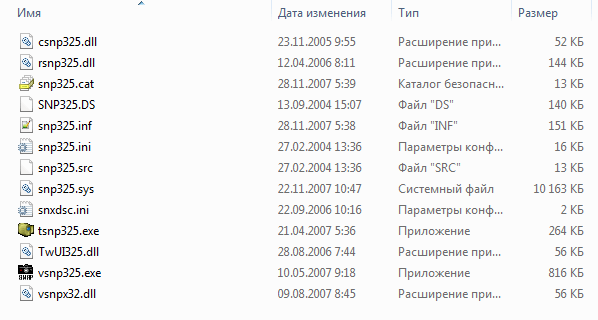 Имя Дата изменения Тип Размер
csnp325.dll 23.11.2005 9:55 Расширение при... 52 КБ
rsnp325.dll 12.04.2006 8:11 Расширение при... 144 КБ
snp325.cat 28.11.2007 5:39 Каталог безопасн... 13 КБ
SNP325.DS 13.09.2004 15:07 Файл "DS" 140 КБ
snp325.inf 28.11.2007 5:38 Файл "INF" 151 КБ
snp325.ini 27.02.2004 13:36 Параметры конф... 16 КБ
snp325.src 27.02.2004 13:36 Файл "SRC" 13 КБ
snp325.sys 22.11.2007 10:47 Системный файл 10 163 КБ
snxdsc.ini 22.09.2006 10:16 Параметры конф... 2 КБ
tsnp325.exe 21.04.2007 5:36 Приложение 264 КБ
TwUI325.dll 28.08.2006 7:44 Расширение при... 56 КБ
vsnp325.exe 10.05.2007 9:18 Приложение 816 КБ
vsnpx32.dll 09.08.2007 8:45 Расширение при... 56 КБ